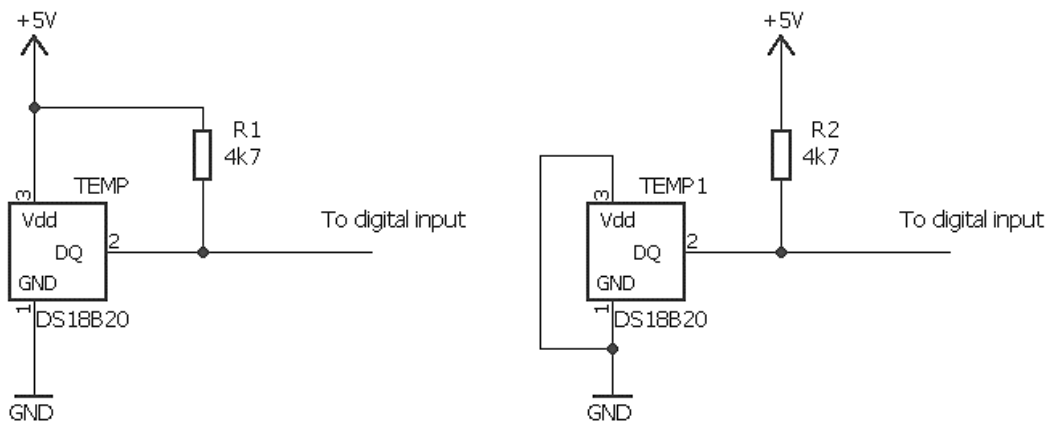 +5V
R1
4k7
TEMP
3
Vdd
DQ
2
GND
1
DS18B20
GND
To digital input
+5V
R2
4k7
TEMP1
3
Vdd
DQ
2
GND
1
DS18B20
GND
To digital input